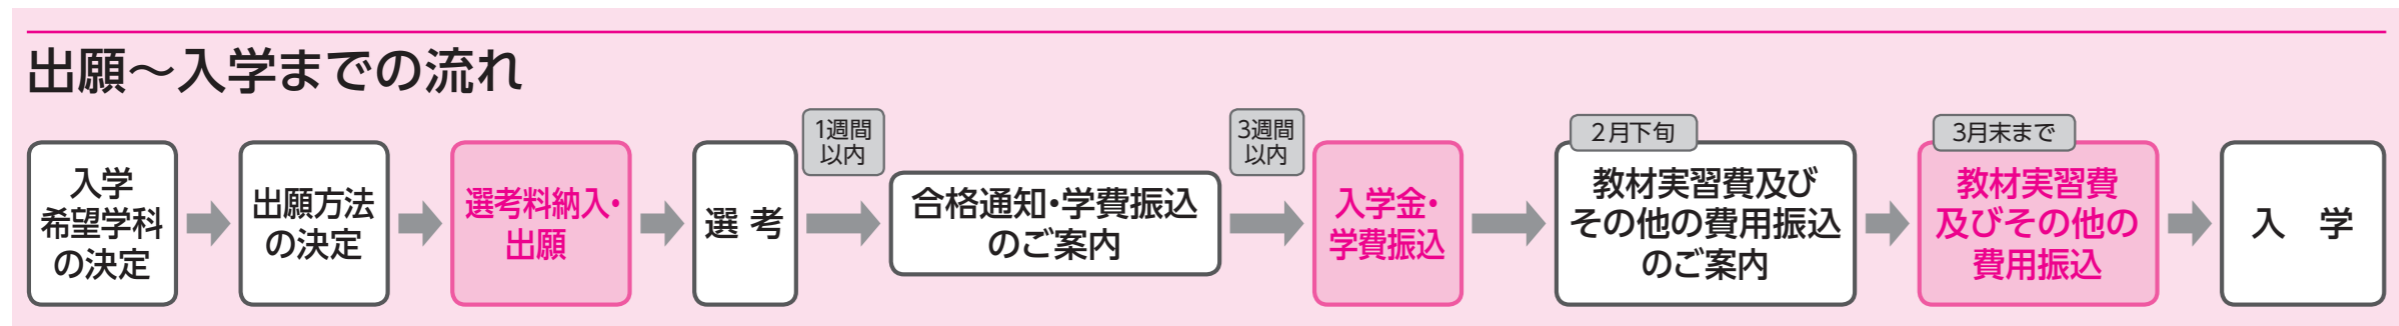 出願～入学までの流れ
入学
希望学科
の決定
出願方法
の決定
選考料納入・
出願
選 考
1週間
以内
合格通知・学費振込
のご案内
3週間
以内
入学金・
学費振込
2月下旬
教材実習費及び
その他の費用振込
のご案内
3月末まで
教材実習費
及びその他の
費用振込
入 学